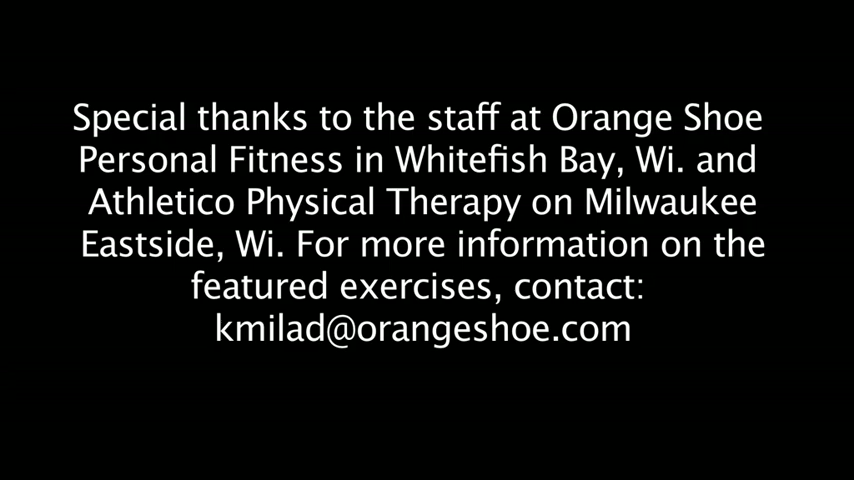 Special thanks to the staff at Orange Shoe
Personal Fitness in Whitefish Bay, Wi. and
Athletico Physical Therapy on Milwaukee
Eastside, Wi. For more information on the
featured exercises, contact:
kmilad@orangeshoe.com